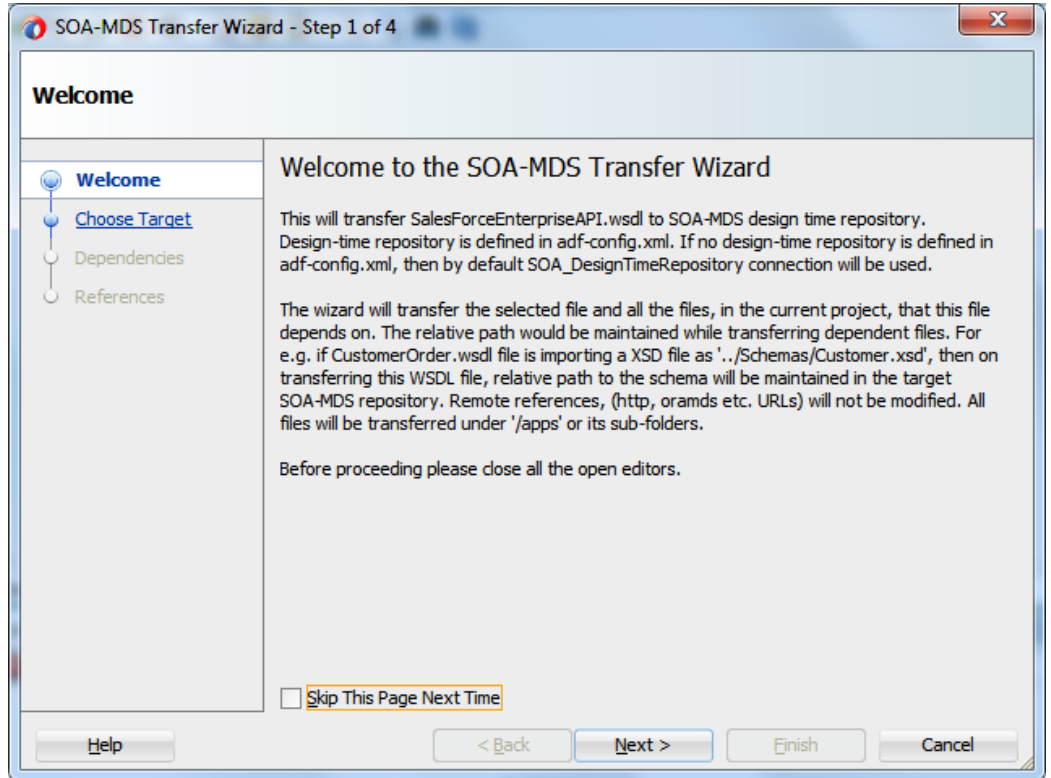 SOA-MDS Transfer Wizard - Step 1 of 4
Welcome
Welcome
Choose Target
Dependencies
References
Welcome to the SOA-MDS Transfer Wizard
This will transfer SalesForceEnterpriseAPI.wsdl to SOA-MDS design time repository.
Design-time repository is defined in adf-config.xml. If no design-time repository is defined in
adf-config.xml, then by default SOA_DesignTimeRepository connection will be used.
The wizard will transfer the selected file and all the files, in the current project, that this file
depends on. The relative path would be maintained while transferring dependent files. For
e.g. if CustomerOrder.wsdl file is importing a XSD file as '../Schemas/Customer.xsd', then on
transferring this WSDL file, relative path to the schema will be maintained in the target
SOA-MDS repository. Remote references, (http, oramds etc. URLs) will not be modified. All
files will be transferred under '/apps' or its sub-folders.
Before proceeding please close all the open editors.
Skip This Page Next Time
Help
< Back
Next >
Finish
Cancel